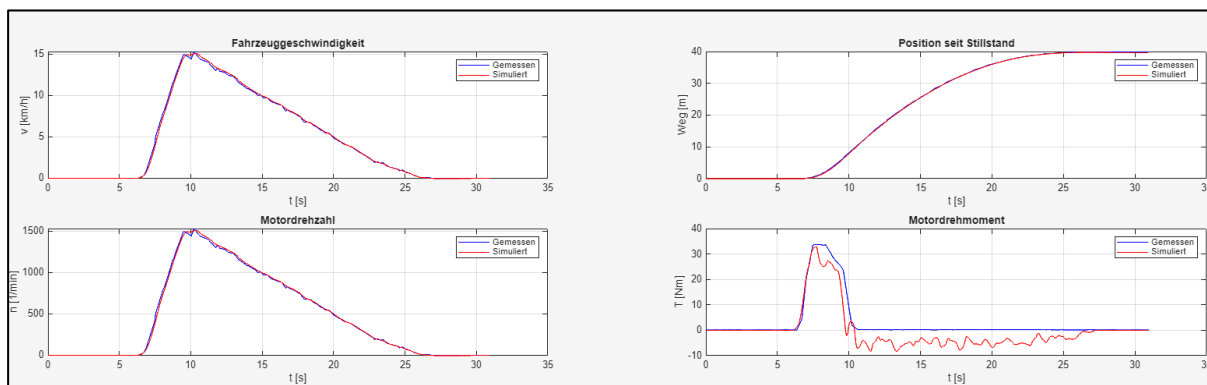 Fahrzeuggeschwindigkeit
15
10
5
0
v [km/h]
0 5 10 15 20 25 30 35
t [s]
Gemessen
Simuliert
Position seit Stillstand
40
30
20
10
0
Weg [m]
0 5 10 15 20 25 30 35
t [s]
Gemessen
Simuliert
Motordrehzahl
1500
1000
500
0
n [1/min]
0 5 10 15 20 25 30 35
t [s]
Gemessen
Simuliert
Motordrehmoment
40
30
20
10
0
-10
T [Nm]
0 5 10 15 20 25 30 35
t [s]
Gemessen
Simuliert